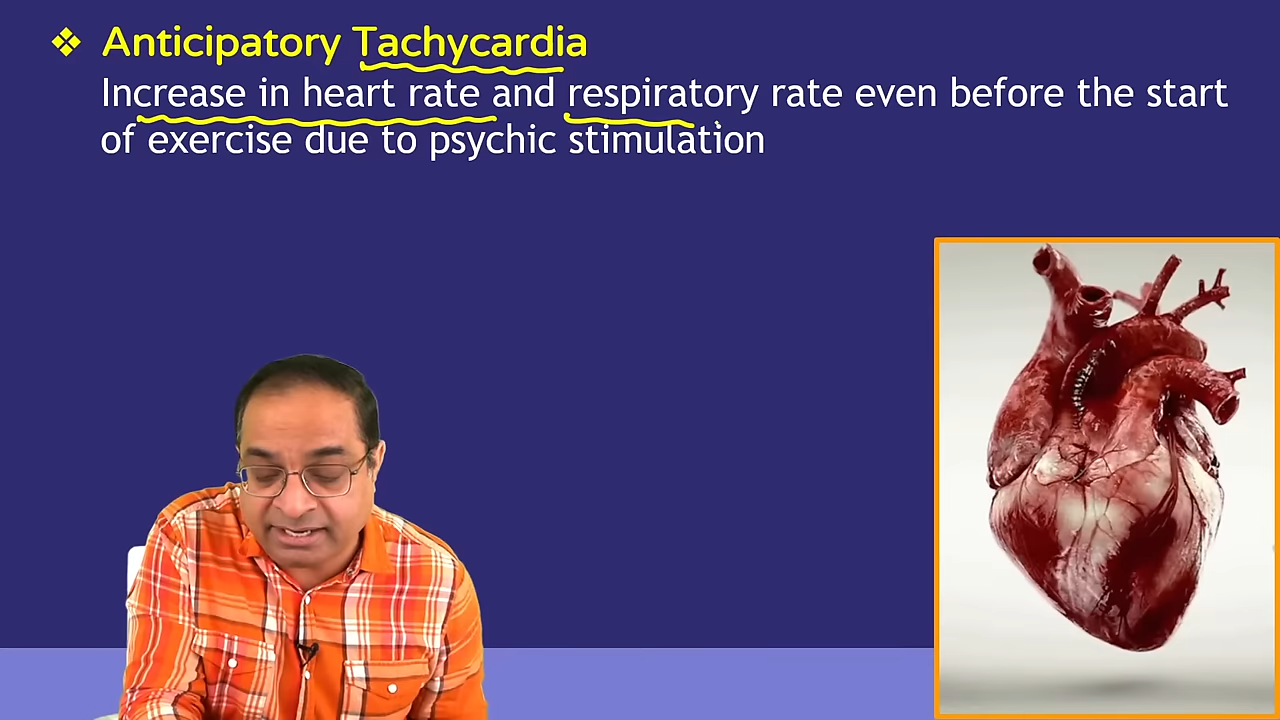 ❖ Anticipatory Tachycardia
Increase in heart rate and respiratory rate even before the start
of exercise due to psychic stimulation